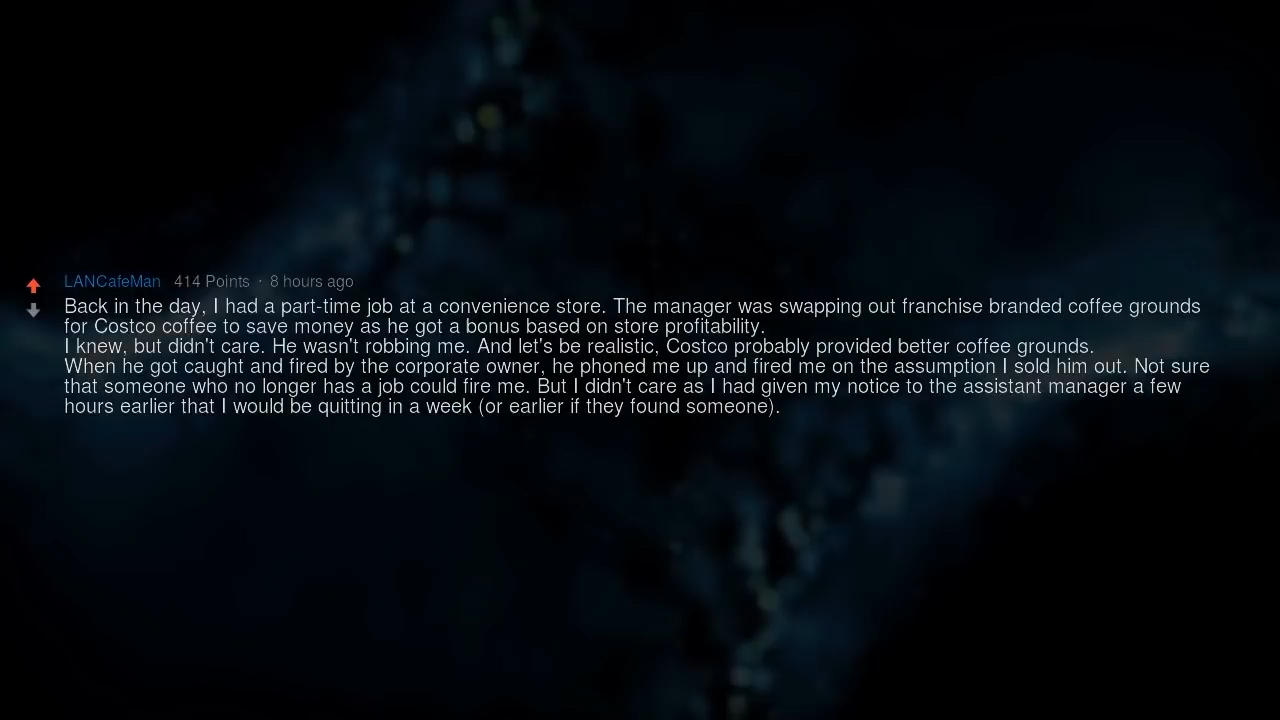 LANCafeMan 414 Points · 8 hours ago
Back in the day, I had a part-time job at a convenience store. The manager was swapping out franchise branded coffee grounds
for Costco coffee to save money as he got a bonus based on store profitability.
I knew, but didn't care. He wasn't robbing me. And let's be realistic, Costco probably provided better coffee grounds.
When he got caught and fired by the corporate owner, he phoned me up and fired me on the assumption I sold him out. Not sure
that someone who no longer has a job could fire me. But I didn't care as I had given my notice to the assistant manager a few
hours earlier that I would be quitting in a week (or earlier if they found someone).